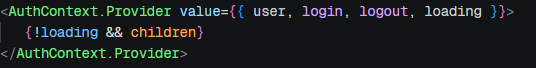 <AuthContext.Provider value={{ user, login, logout, loading }}>
{!loading && children}
</AuthContext.Provider>